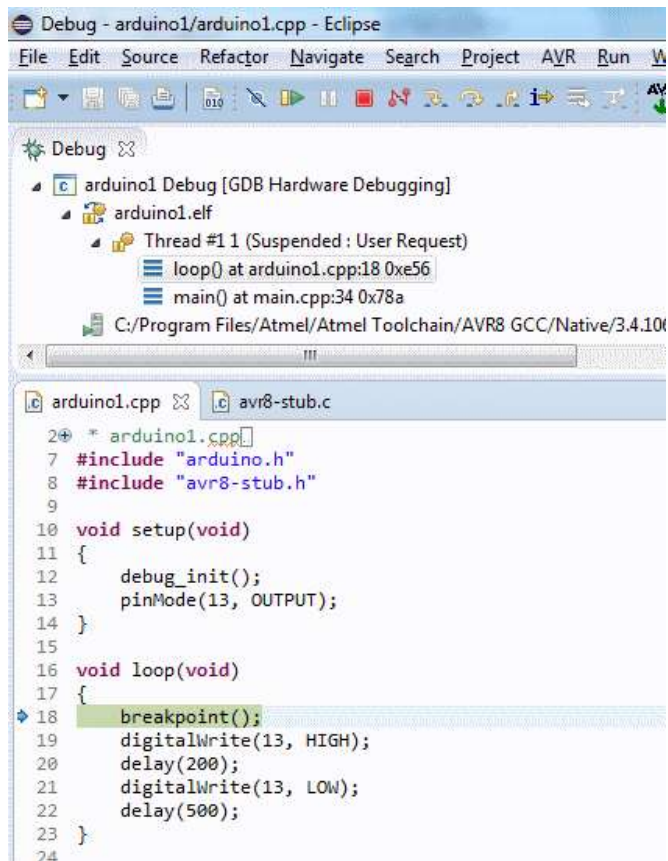 Debug - arduino1/arduino1.cpp - Eclipse
File Edit Source Refactor Navigate Search Project AVR Run
Debug
arduino1 Debug [GDB Hardware Debugging]
arduino1.elf
Thread #1 1 (Suspended : User Request)
loop() at arduino1.cpp:18 0xe56
main() at main.cpp:34 0x78a
C:/Program Files/Atmel/Atmel Toolchain/AVR8 GCC/Native/3.4.106
arduino1.cpp avr8-stub.c
2 * arduino1.cpp
7 #include "arduino.h"
8 #include "avr8-stub.h"
9
10 void setup(void)
11 {
12 debug_init();
13 pinMode(13, OUTPUT);
14 }
15
16 void loop(void)
17 {
18 breakpoint();
19 digitalWrite(13, HIGH);
20 delay(200);
21 digitalWrite(13, LOW);
22 delay(500);
23 }
24